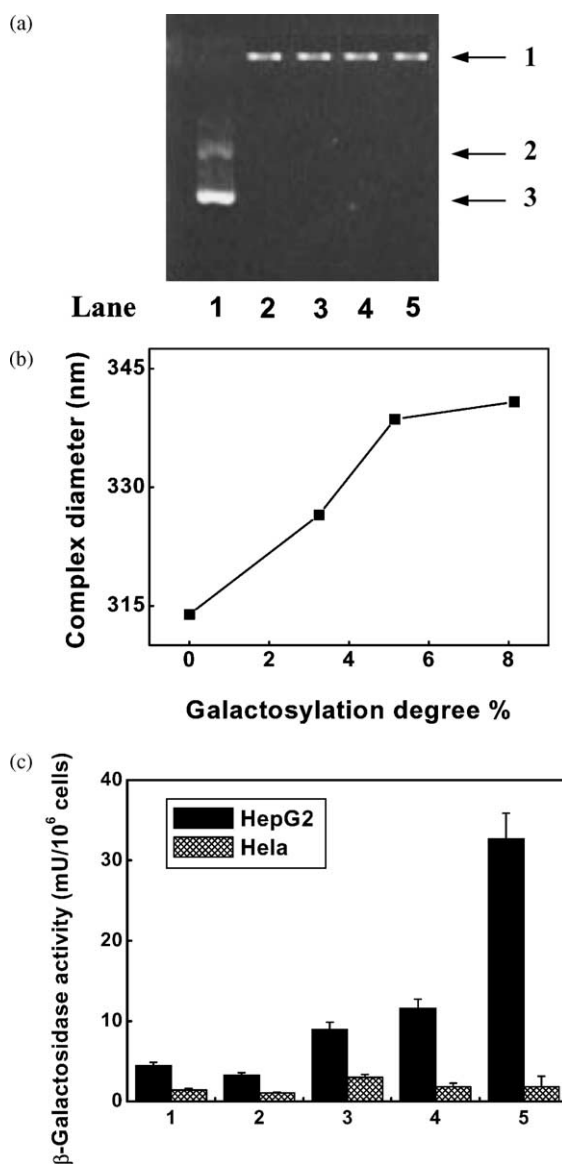 (a)
1
2
3
Lane 1 2 3 4 5
(b)
345
330
315
Complex diameter (nm)
0 2 4 6 8
Galactosylation degree %
(c)
40
30
20
10
0
β-Galactosidase activity (mU/10⁶ cells)
HepG2
Hela
1 2 3 4 5